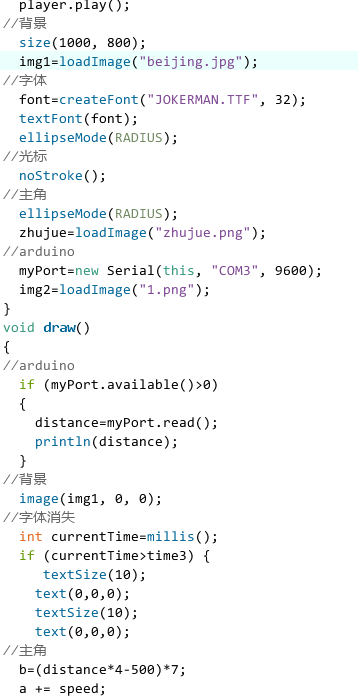 player.play();
//背景
size(1000, 800);
img1=loadImage("beijing.jpg");
//字体
font=createFont("JOKERMAN.TTF", 32);
textFont(font);
ellipseMode(RADIUS);
//光标
noStroke();
//主角
ellipseMode(RADIUS);
zhujue=loadImage("zhujue.png");
//arduino
myPort=new Serial(this, "COM3", 9600);
img2=loadImage("1.png");
}
void draw()
{
//arduino
if (myPort.available()>0)
{
distance=myPort.read();
println(distance);
}
//背景
image(img1, 0, 0);
//字体消失
int currentTime=millis();
if (currentTime>time3) {
textSize(10);
text(0,0,0);
textSize(10);
text(0,0,0);
//主角
b=(distance*4-500)*7;
a += speed;